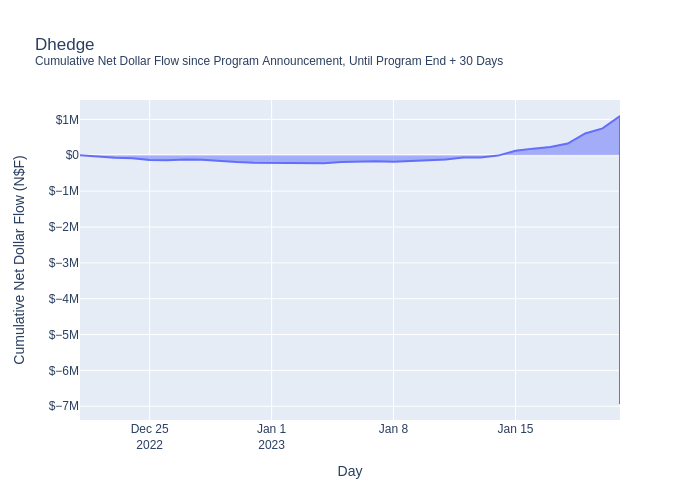 Dhedge
Cumulative Net Dollar Flow since Program Announcement, Until Program End + 30 Days
$1M
$0
$−1M
$−2M
$−3M
$−4M
$−5M
$−6M
$−7M
Cumulative Net Dollar Flow (N$F)
Dec 25
2022
Jan 1
2023
Jan 8
Jan 15
Day